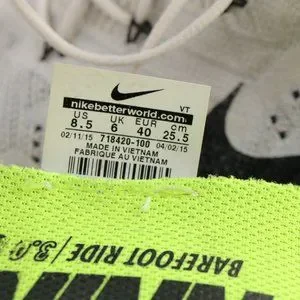 VT
nikebetterworld.com
US UK EUR cm
8.5 6 40 25.5
02/11/15 718420-100 04/02/15
MADE IN VIETNAM
FABRIQUE AU VIETNAM
BAREFOOT RIDE / 3.0